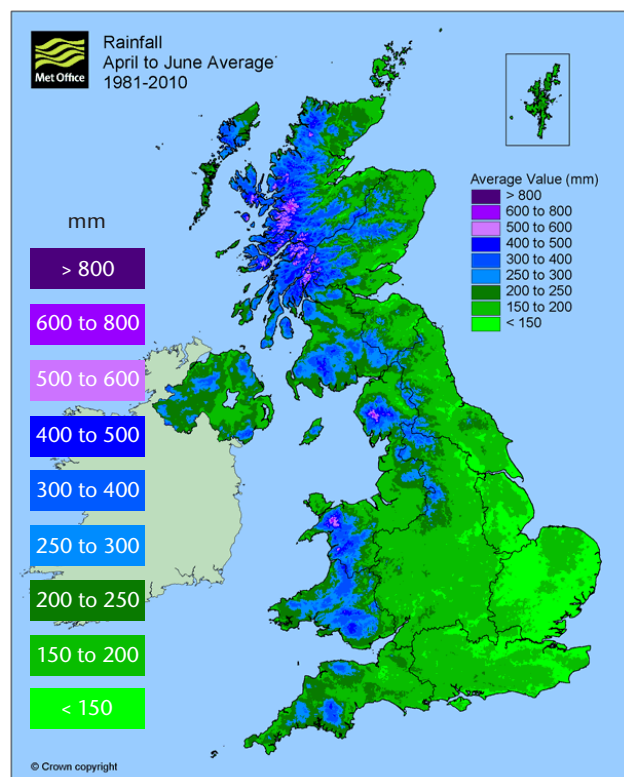 Met Office
Rainfall
April to June Average
1981-2010
Average Value (mm)
> 800
600 to 800
500 to 600
400 to 500
300 to 400
250 to 300
200 to 250
150 to 200
< 150
mm
> 800
600 to 800
500 to 600
400 to 500
300 to 400
250 to 300
200 to 250
150 to 200
< 150
© Crown copyright